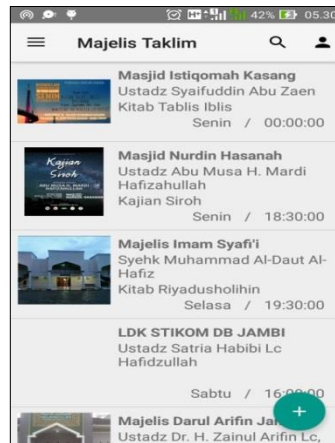 42% 05.30
Majelis Taklim
Masjid Istiqomah Kasang
Ustadz Syaifuddin Abu Zaen
Kitab Tablis Iblis
Senin / 00:00:00
Kajian
Siroh
Masjid Nurdin Hasanah
Ustadz Abu Musa H. Mardi
Hafizahullah
Kajian Siroh
Senin / 18:30:00
Majelis Imam Syafi'i
Syehk Muhammad Al-Daut Al-
Hafiz
Kitab Riyadusholihin
Selasa / 19:30:00
LDK STIKOM DB JAMBI
Ustadz Satria Habibi Lc
Hafidzullah
Sabtu / 16:00:00
+
Majelis Darul Arifin
Ustadz Dr. H. Zainul Arifin Lc,